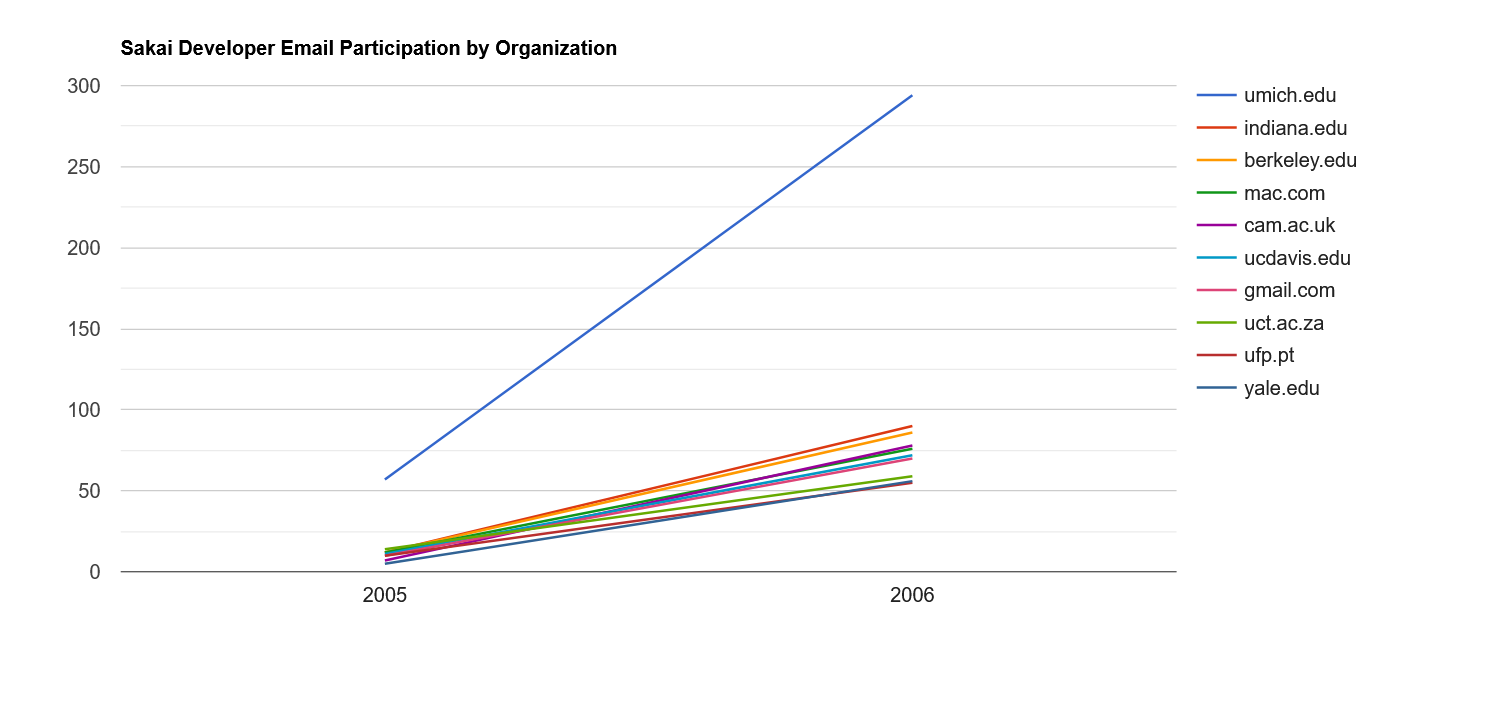 Sakai Developer Email Participation by Organization
300
250
200
150
100
50
0
2005
2006
umich.edu
indiana.edu
berkeley.edu
mac.com
cam.ac.uk
ucdavis.edu
gmail.com
uct.ac.za
ufp.pt
yale.edu